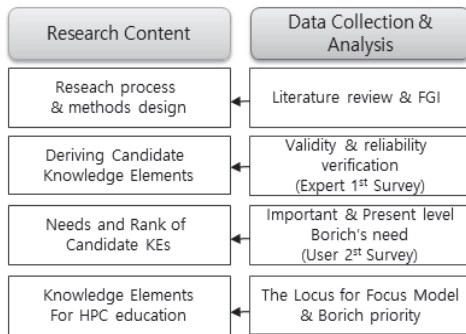 Research Content
Data Collection &
Analysis
Reseach process
& methods design
Literature review & FGI
Deriving Candidate
Knowledge Elements
Validity & reliability
verification
(Expert 1st Survey)
Needs and Rank of
Candidate KEs
Important & Present level
Borich's need
(User 2st Survey)
Knowledge Elements
For HPC education
The Locus for Focus Model
& Borich priority